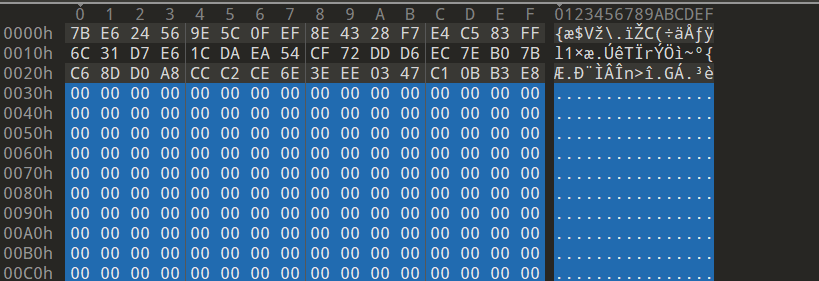 0 1 2 3 4 5 6 7 8 9 A B C D E F 0123456789ABCDEF
0000h 7B E6 24 56 9E 5C 0F EF 8E 43 28 F7 E4 C5 83 FF {æ$Vž\.ïŽC(÷äÅƒÿ
0010h 6C 31 D7 E6 1C DA EA 54 CF 72 DD D6 EC 7E B0 7B l1×æ.ÚêTÏrÝÖì~°{
0020h C6 8D D0 A8 CC C2 CE 6E 3E EE 03 47 C1 0B B3 E8 Æ.Ð¨ÌÂÎn>î.GÁ.³è
0030h 00 00 00 00 00 00 00 00 00 00 00 00 00 00 00 00 ................
0040h 00 00 00 00 00 00 00 00 00 00 00 00 00 00 00 00 ................
0050h 00 00 00 00 00 00 00 00 00 00 00 00 00 00 00 00 ................
0060h 00 00 00 00 00 00 00 00 00 00 00 00 00 00 00 00 ................
0070h 00 00 00 00 00 00 00 00 00 00 00 00 00 00 00 00 ................
0080h 00 00 00 00 00 00 00 00 00 00 00 00 00 00 00 00 ................
0090h 00 00 00 00 00 00 00 00 00 00 00 00 00 00 00 00 ................
00A0h 00 00 00 00 00 00 00 00 00 00 00 00 00 00 00 00 ................
00B0h 00 00 00 00 00 00 00 00 00 00 00 00 00 00 00 00 ................
00C0h 00 00 00 00 00 00 00 00 00 00 00 00 00 00 00 00 ................